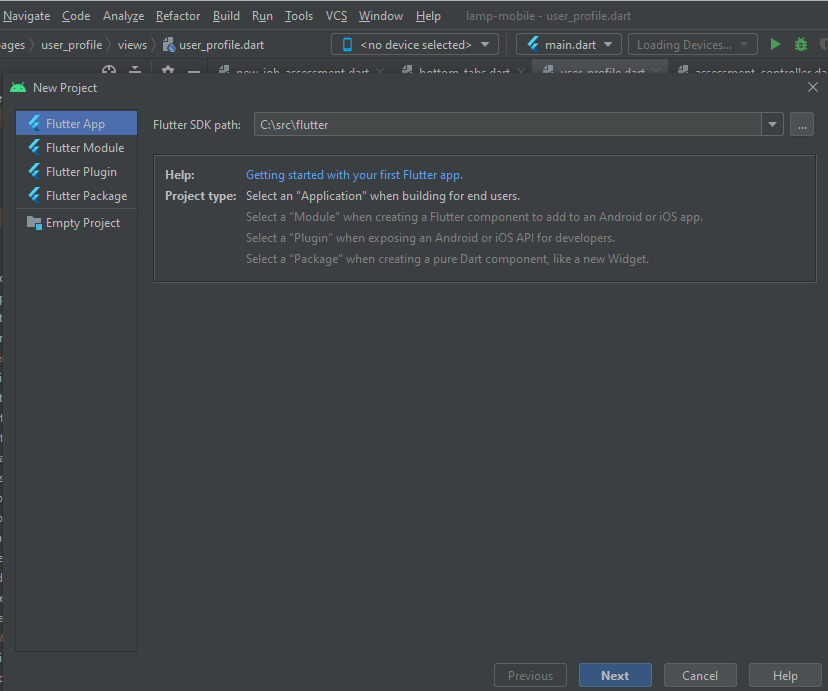 Navigate Code Analyze Refactor Build Run Tools VCS Window Help lamp-mobile - user_profile.dart
ages user_profile views user_profile.dart <no device selected> main.dart Loading Devices...
new_job_assessment.dart bottom_tabs.dart user_profile.dart assessment_controller.da
New Project
Flutter App
Flutter Module
Flutter Plugin
Flutter Package
Empty Project
Flutter SDK path: C:\src\flutter ...
Help: Getting started with your first Flutter app.
Project type: Select an "Application" when building for end users.
Select a "Module" when creating a Flutter component to add to an Android or iOS app.
Select a "Plugin" when exposing an Android or iOS API for developers.
Select a "Package" when creating a pure Dart component, like a new Widget.
Previous Next Cancel Help